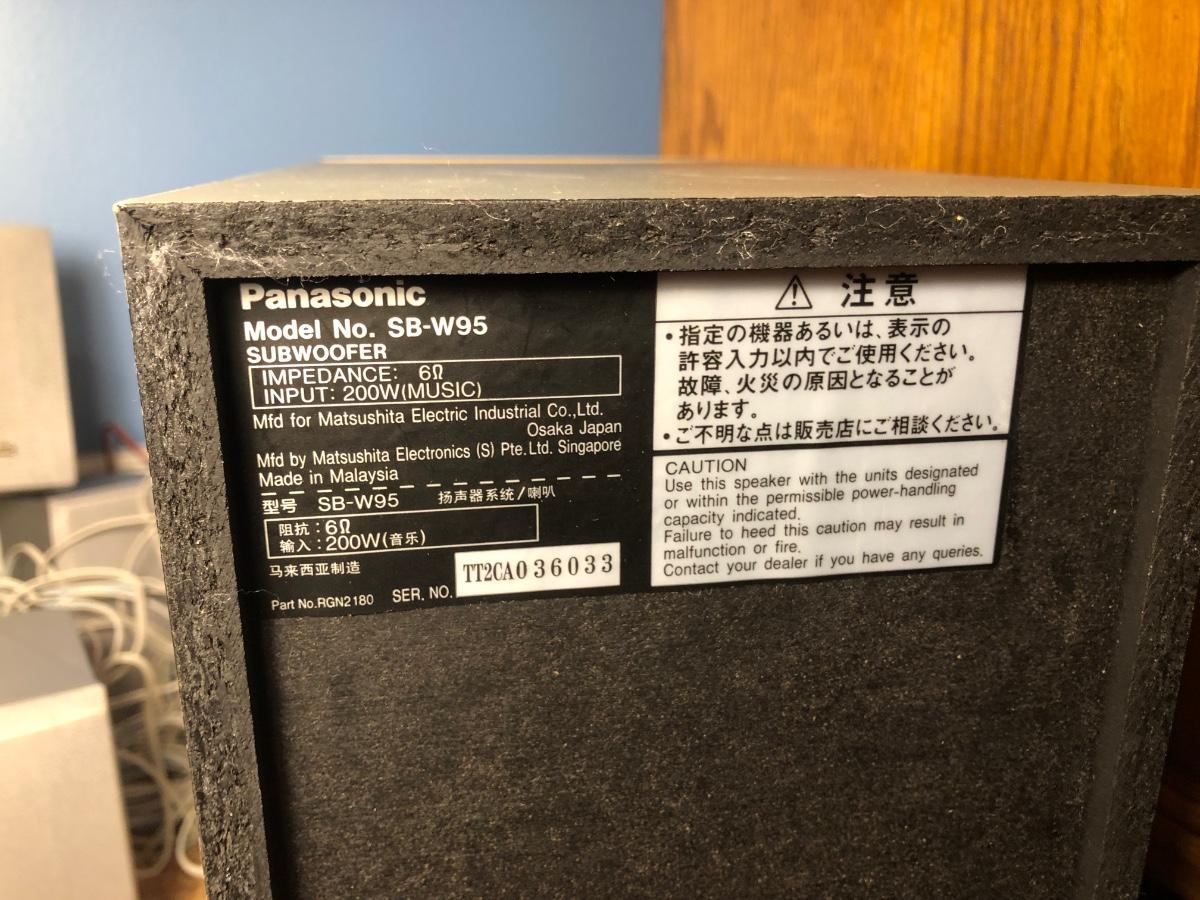 Panasonic
Model No. SB-W95
SUBWOOFER
IMPEDANCE: 6Ω
INPUT: 200W(MUSIC)
Mfd for Matsushita Electric Industrial Co.,Ltd.
Osaka Japan
Mfd by Matsushita Electronics (S) Pte. Ltd. Singapore
Made in Malaysia
型号 SB-W95 扬声器系统/喇叭
阻抗:6Ω
输入:200W(音乐)
马来西亚制造
Part No.RGN2180 SER. NO. TT2CA036033
⚠ 注意
・指定の機器あるいは、表示の
許容入力以内でご使用ください。
故障、火災の原因となることが
あります。
・ご不明な点は販売店にご相談ください。
CAUTION
Use this speaker with the units designated
or within the permissible power-handling
capacity indicated.
Failure to heed this caution may result in
malfunction or fire.
Contact your dealer if you have any queries.